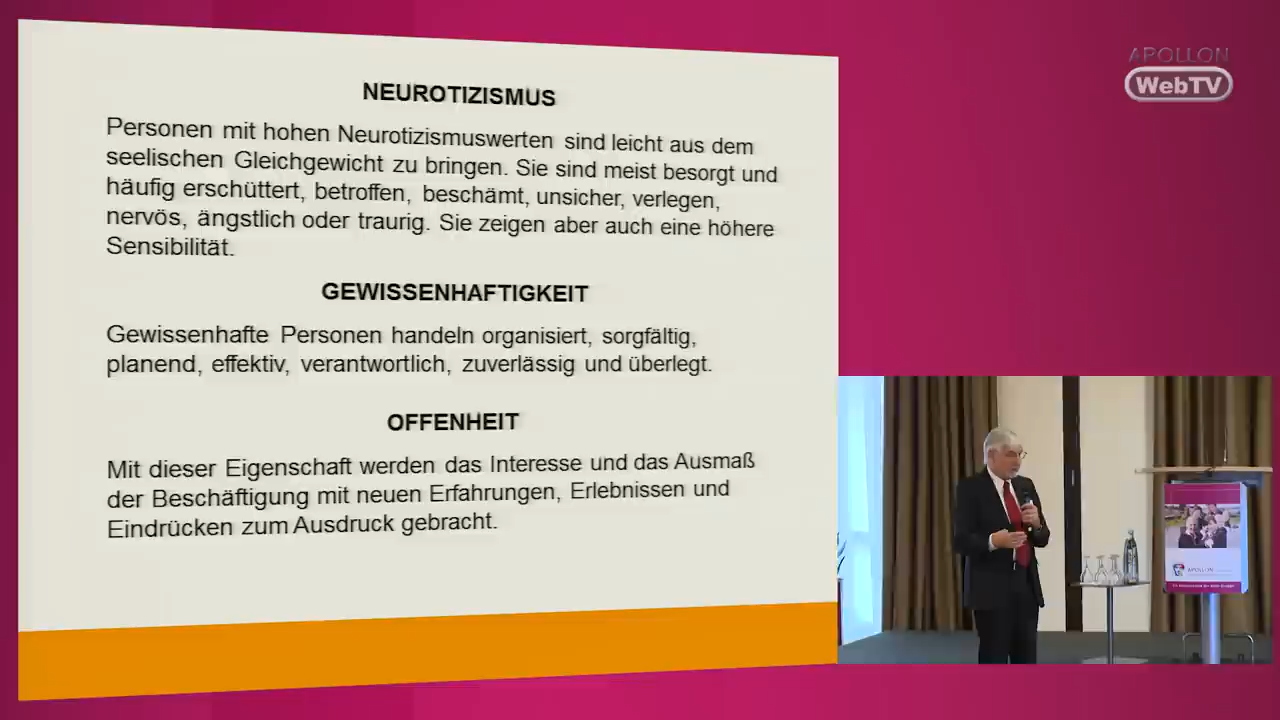 NEUROTIZISMUS
Personen mit hohen Neurotizismuswerten sind leicht aus dem
seelischen Gleichgewicht zu bringen. Sie sind meist besorgt und
häufig erschüttert, betroffen, beschämt, unsicher, verlegen,
nervös, ängstlich oder traurig. Sie zeigen aber auch eine höhere
Sensibilität.
GEWISSENHAFTIGKEIT
Gewissenhafte Personen handeln organisiert, sorgfältig,
planend, effektiv, verantwortlich, zuverlässig und überlegt.
OFFENHEIT
Mit dieser Eigenschaft werden das Interesse und das Ausmaß
der Beschäftigung mit neuen Erfahrungen, Erlebnissen und
Eindrücken zum Ausdruck gebracht.
APOLLON
WebTV
APOLLON